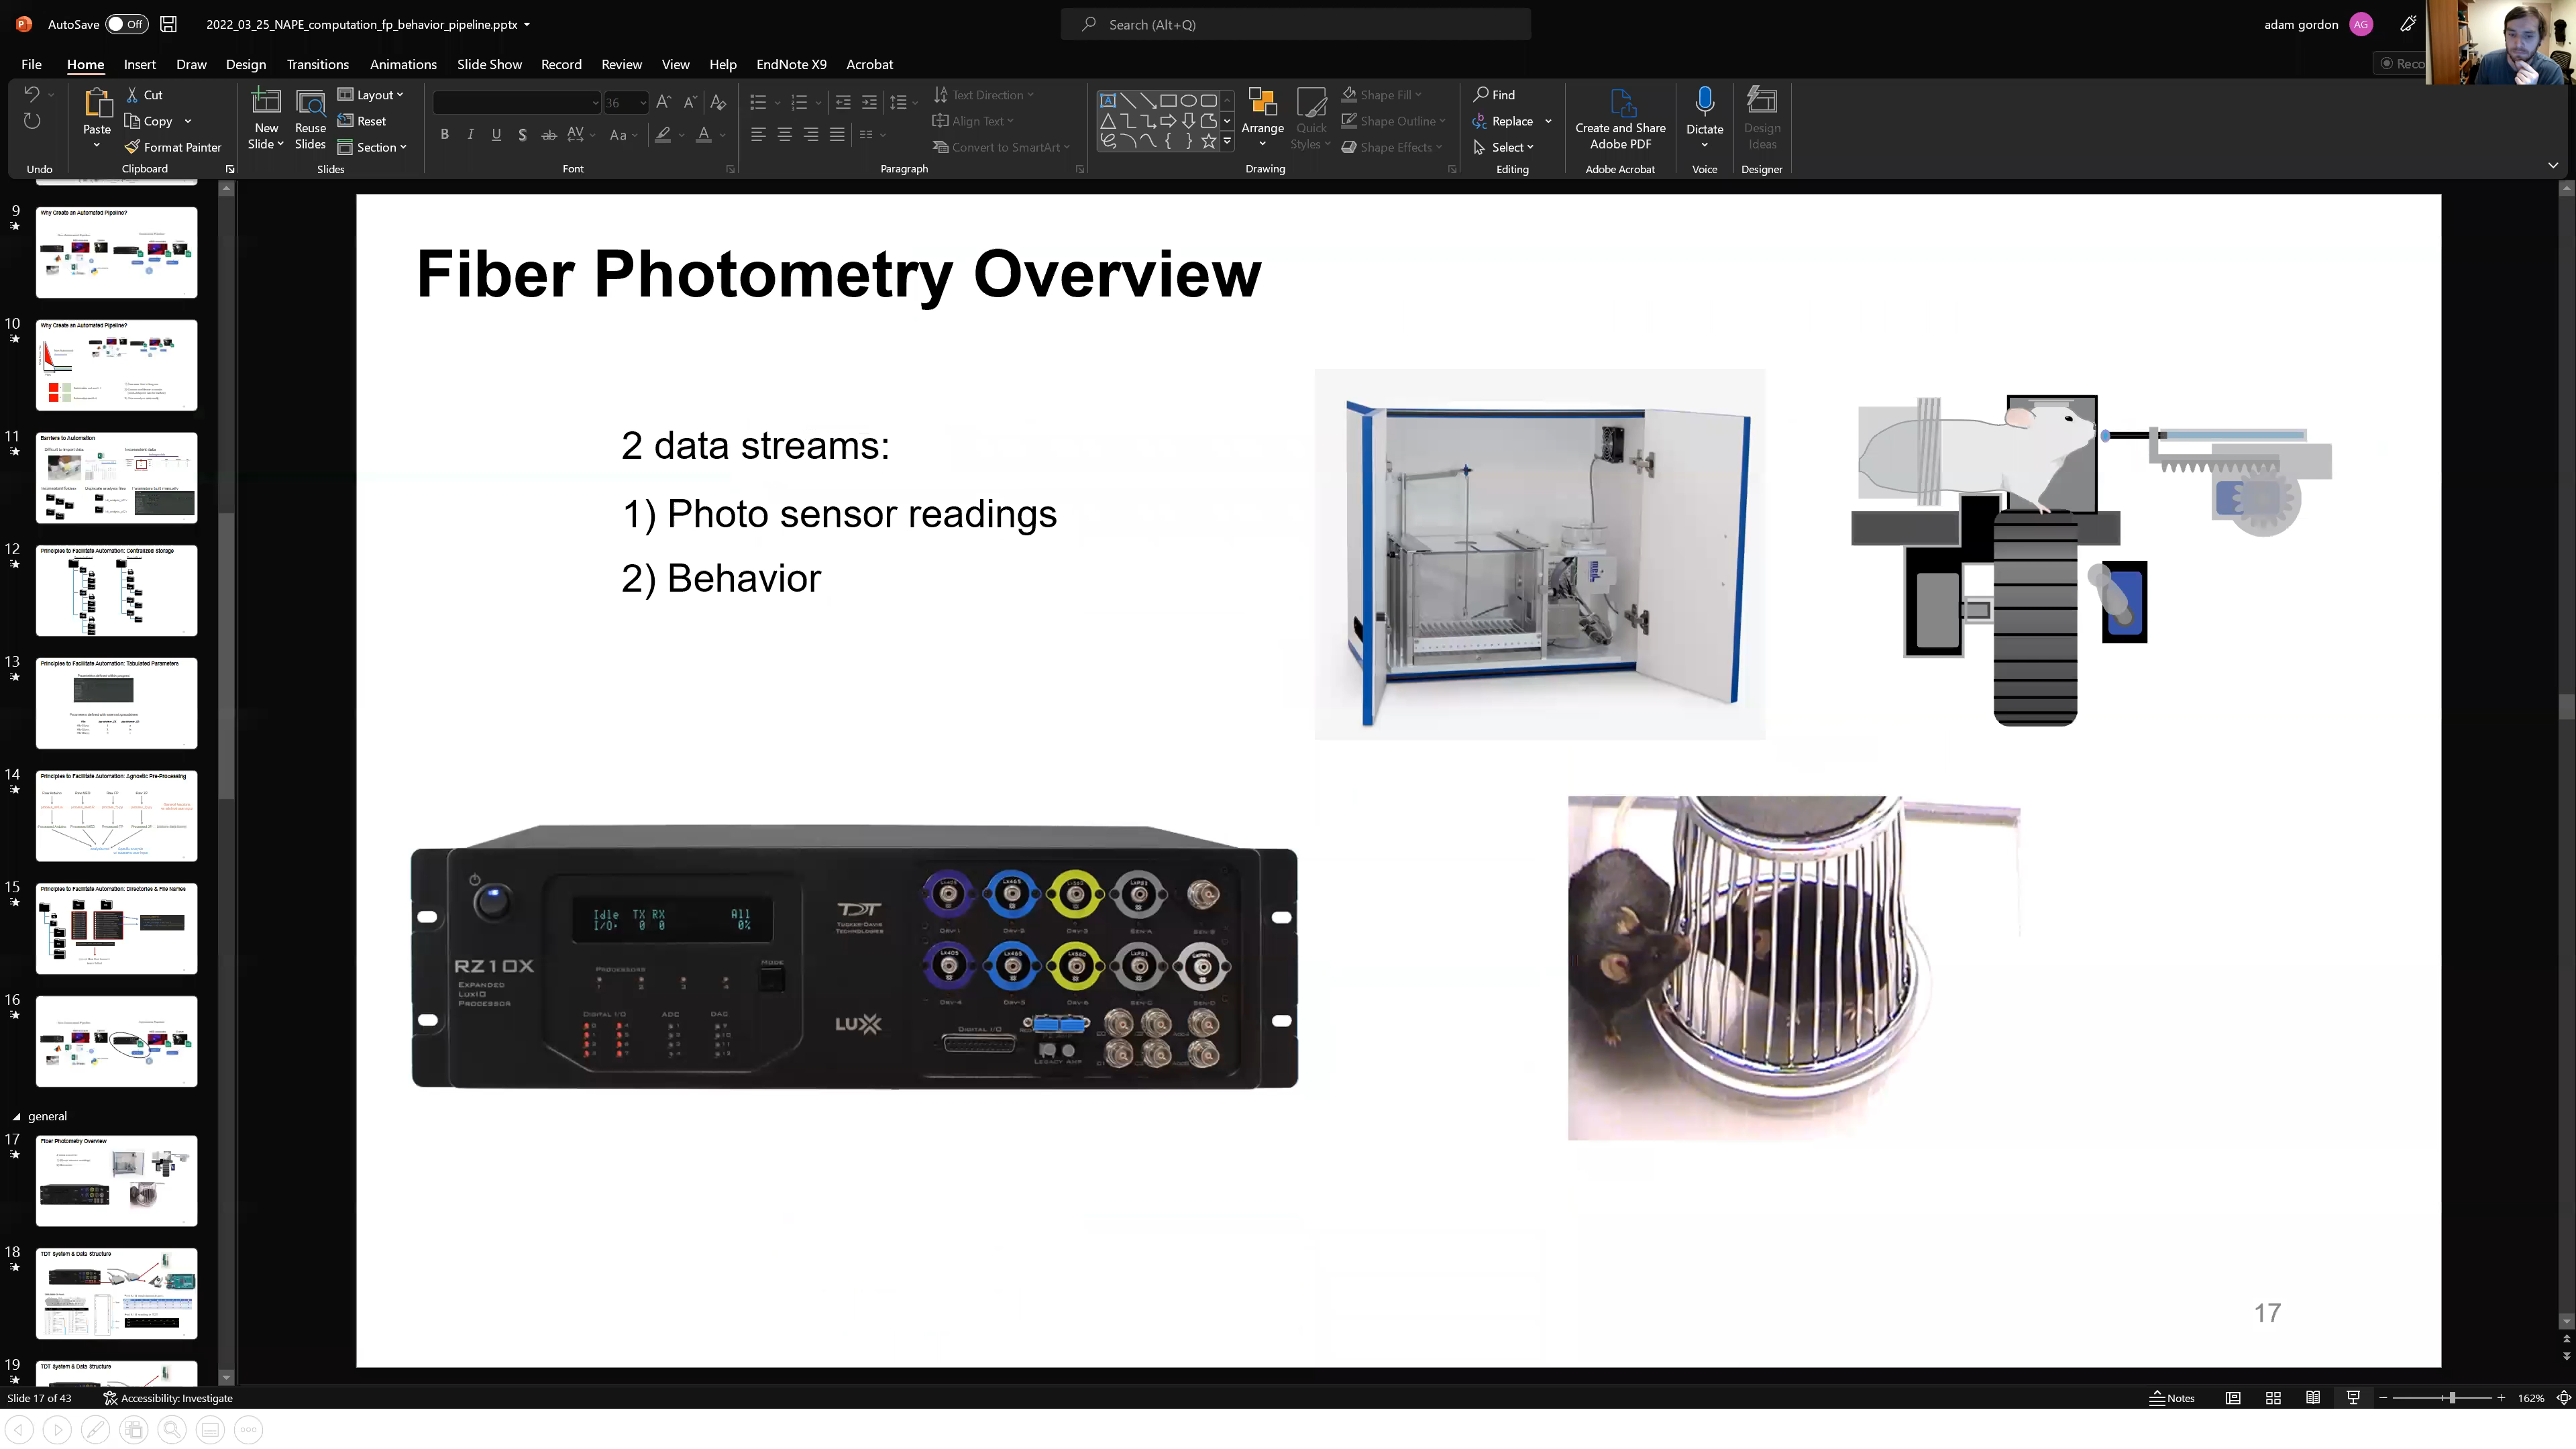 AutoSave Off 2022_03_25_NAPE_computation_fp_behavior_pipeline.pptx Search (Alt+Q) adam gordon AG
File Home Insert Draw Design Transitions Animations Slide Show Record Review View Help EndNote X9 Acrobat Reco
Paste
Cut
Copy
Format Painter
New
Slide
Reuse
Slides
Layout
Reset
Section
36
B I U S ab AV Aa A
Text Direction
Align Text
Convert to SmartArt
Arrange
Quick
Styles
Shape Fill
Shape Outline
Shape Effects
Find
Replace
Select
Create and Share
Adobe PDF
Dictate
Design
Ideas
Undo Clipboard Slides Font Paragraph Drawing Editing Adobe Acrobat Voice Designer
9
Why Create an Automated Pipeline?
10
Why Create an Automated Pipeline?
11
Barriers to Automation
12
Principles to Facilitate Automation: Centralized Storage
13
Principles to Facilitate Automation: Tabulated Parameters
14
Principles to Facilitate Automation: Agnostic Pre-Processing
15
Principles to Facilitate Automation: Directories & File Names
16
general
17
Fiber Photometry Overview
18
TDT System & Data Structure
19
TDT System & Data Structure
Fiber Photometry Overview
2 data streams:
1) Photo sensor readings
2) Behavior
Idle TX RX All
I/O: 0 0 0%
TDT
Tucker-Davis
Technologies
RZ10X
Expanded
LuxIO
Processor
Processors
Mode
Digital I/O ADC DAC
LUX
Digital I/O
Legacy Amp
17
Slide 17 of 43 Accessibility: Investigate Notes 162%